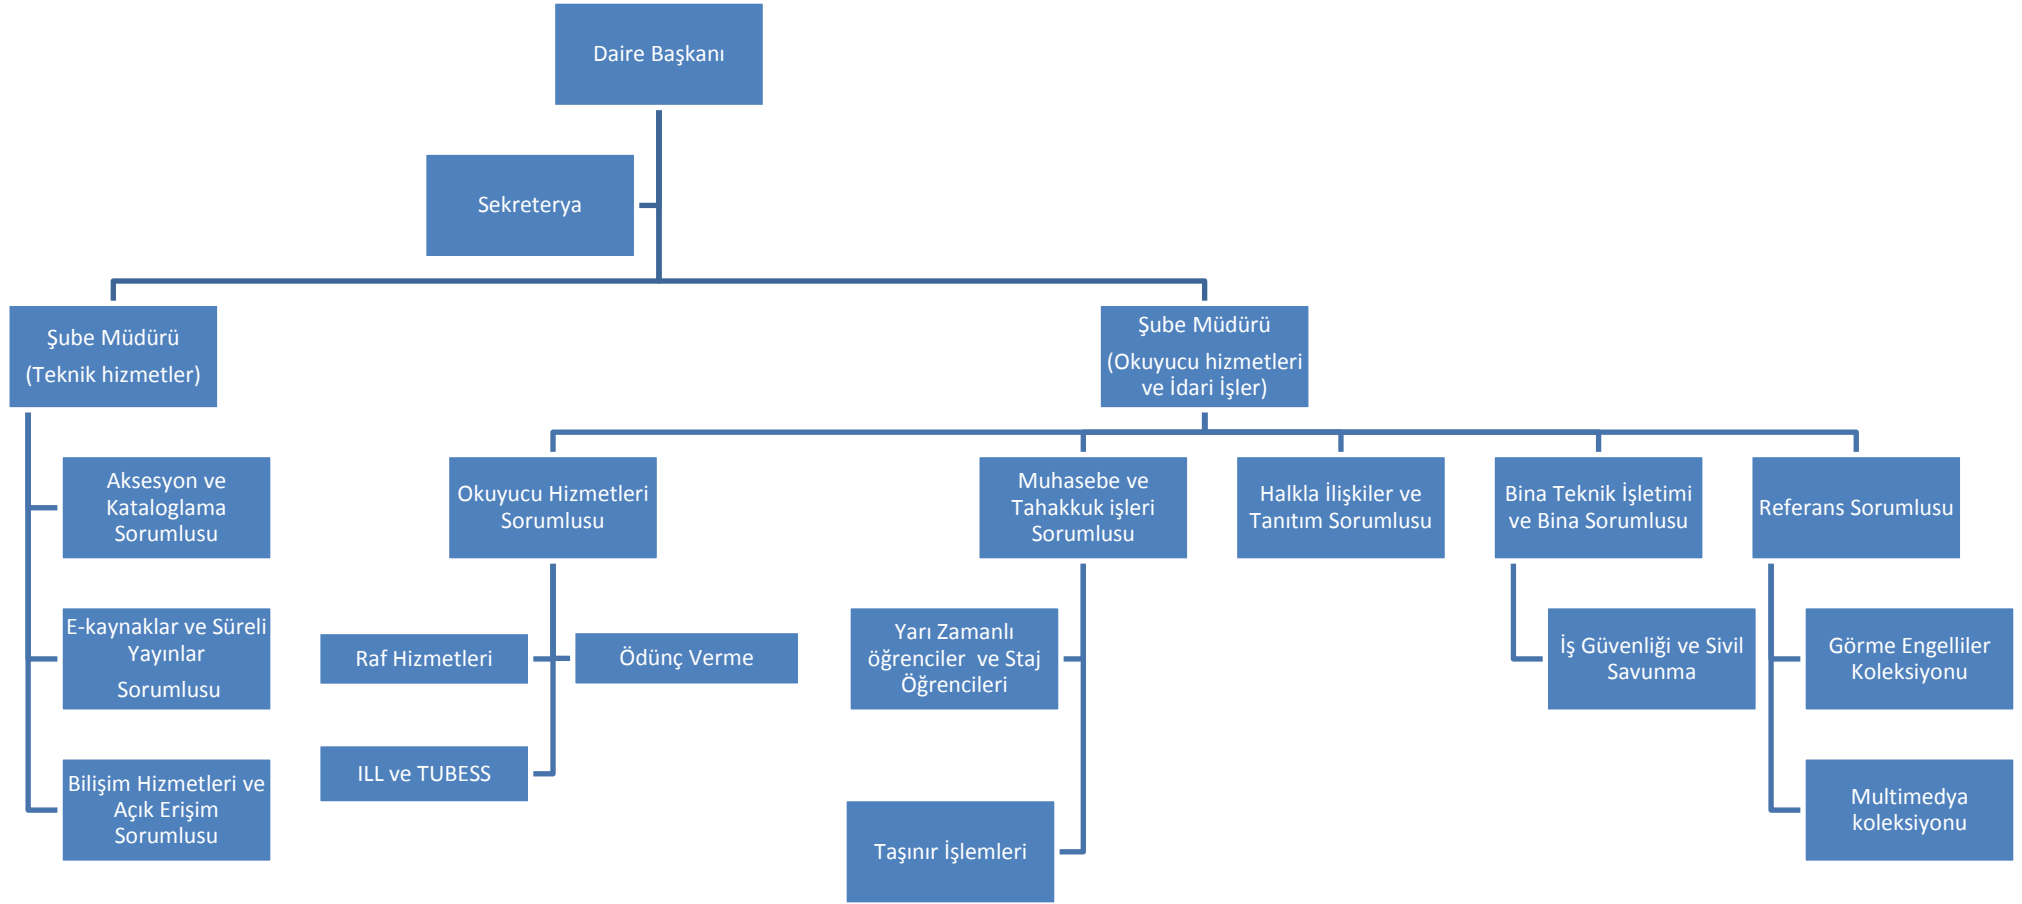 Daire Başkanı
Sekreterya
Şube Müdürü
(Teknik hizmetler)
Şube Müdürü
(Okuyucu hizmetleri
ve İdari İşler)
Aksesyon ve
Kataloglama
Sorumlusu
Okuyucu Hizmetleri
Sorumlusu
Muhasebe ve
Tahakkuk işleri
Sorumlusu
Halkla İlişkiler ve
Tanıtım Sorumlusu
Bina Teknik İşletimi
ve Bina Sorumlusu
Referans Sorumlusu
E-kaynaklar ve Süreli
Yayınlar
Sorumlusu
Raf Hizmetleri
Ödünç Verme
Yarı Zamanlı
öğrenciler  ve Staj
Öğrencileri
İş Güvenliği ve Sivil
Savunma
Görme Engelliler
Koleksiyonu
Bilişim Hizmetleri ve
Açık Erişim
Sorumlusu
ILL ve TUBESS
Taşınır İşlemleri
Multimedya
koleksiyonu